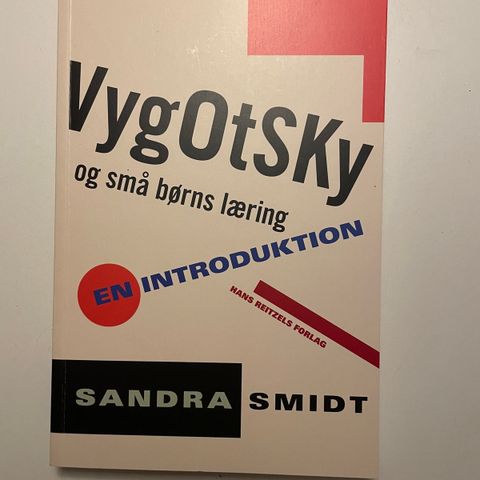 VygOtSKy
og små børns læring
EN INTRODUKTION
HANS REITZELS FORLAG
SANDRA SMIDT